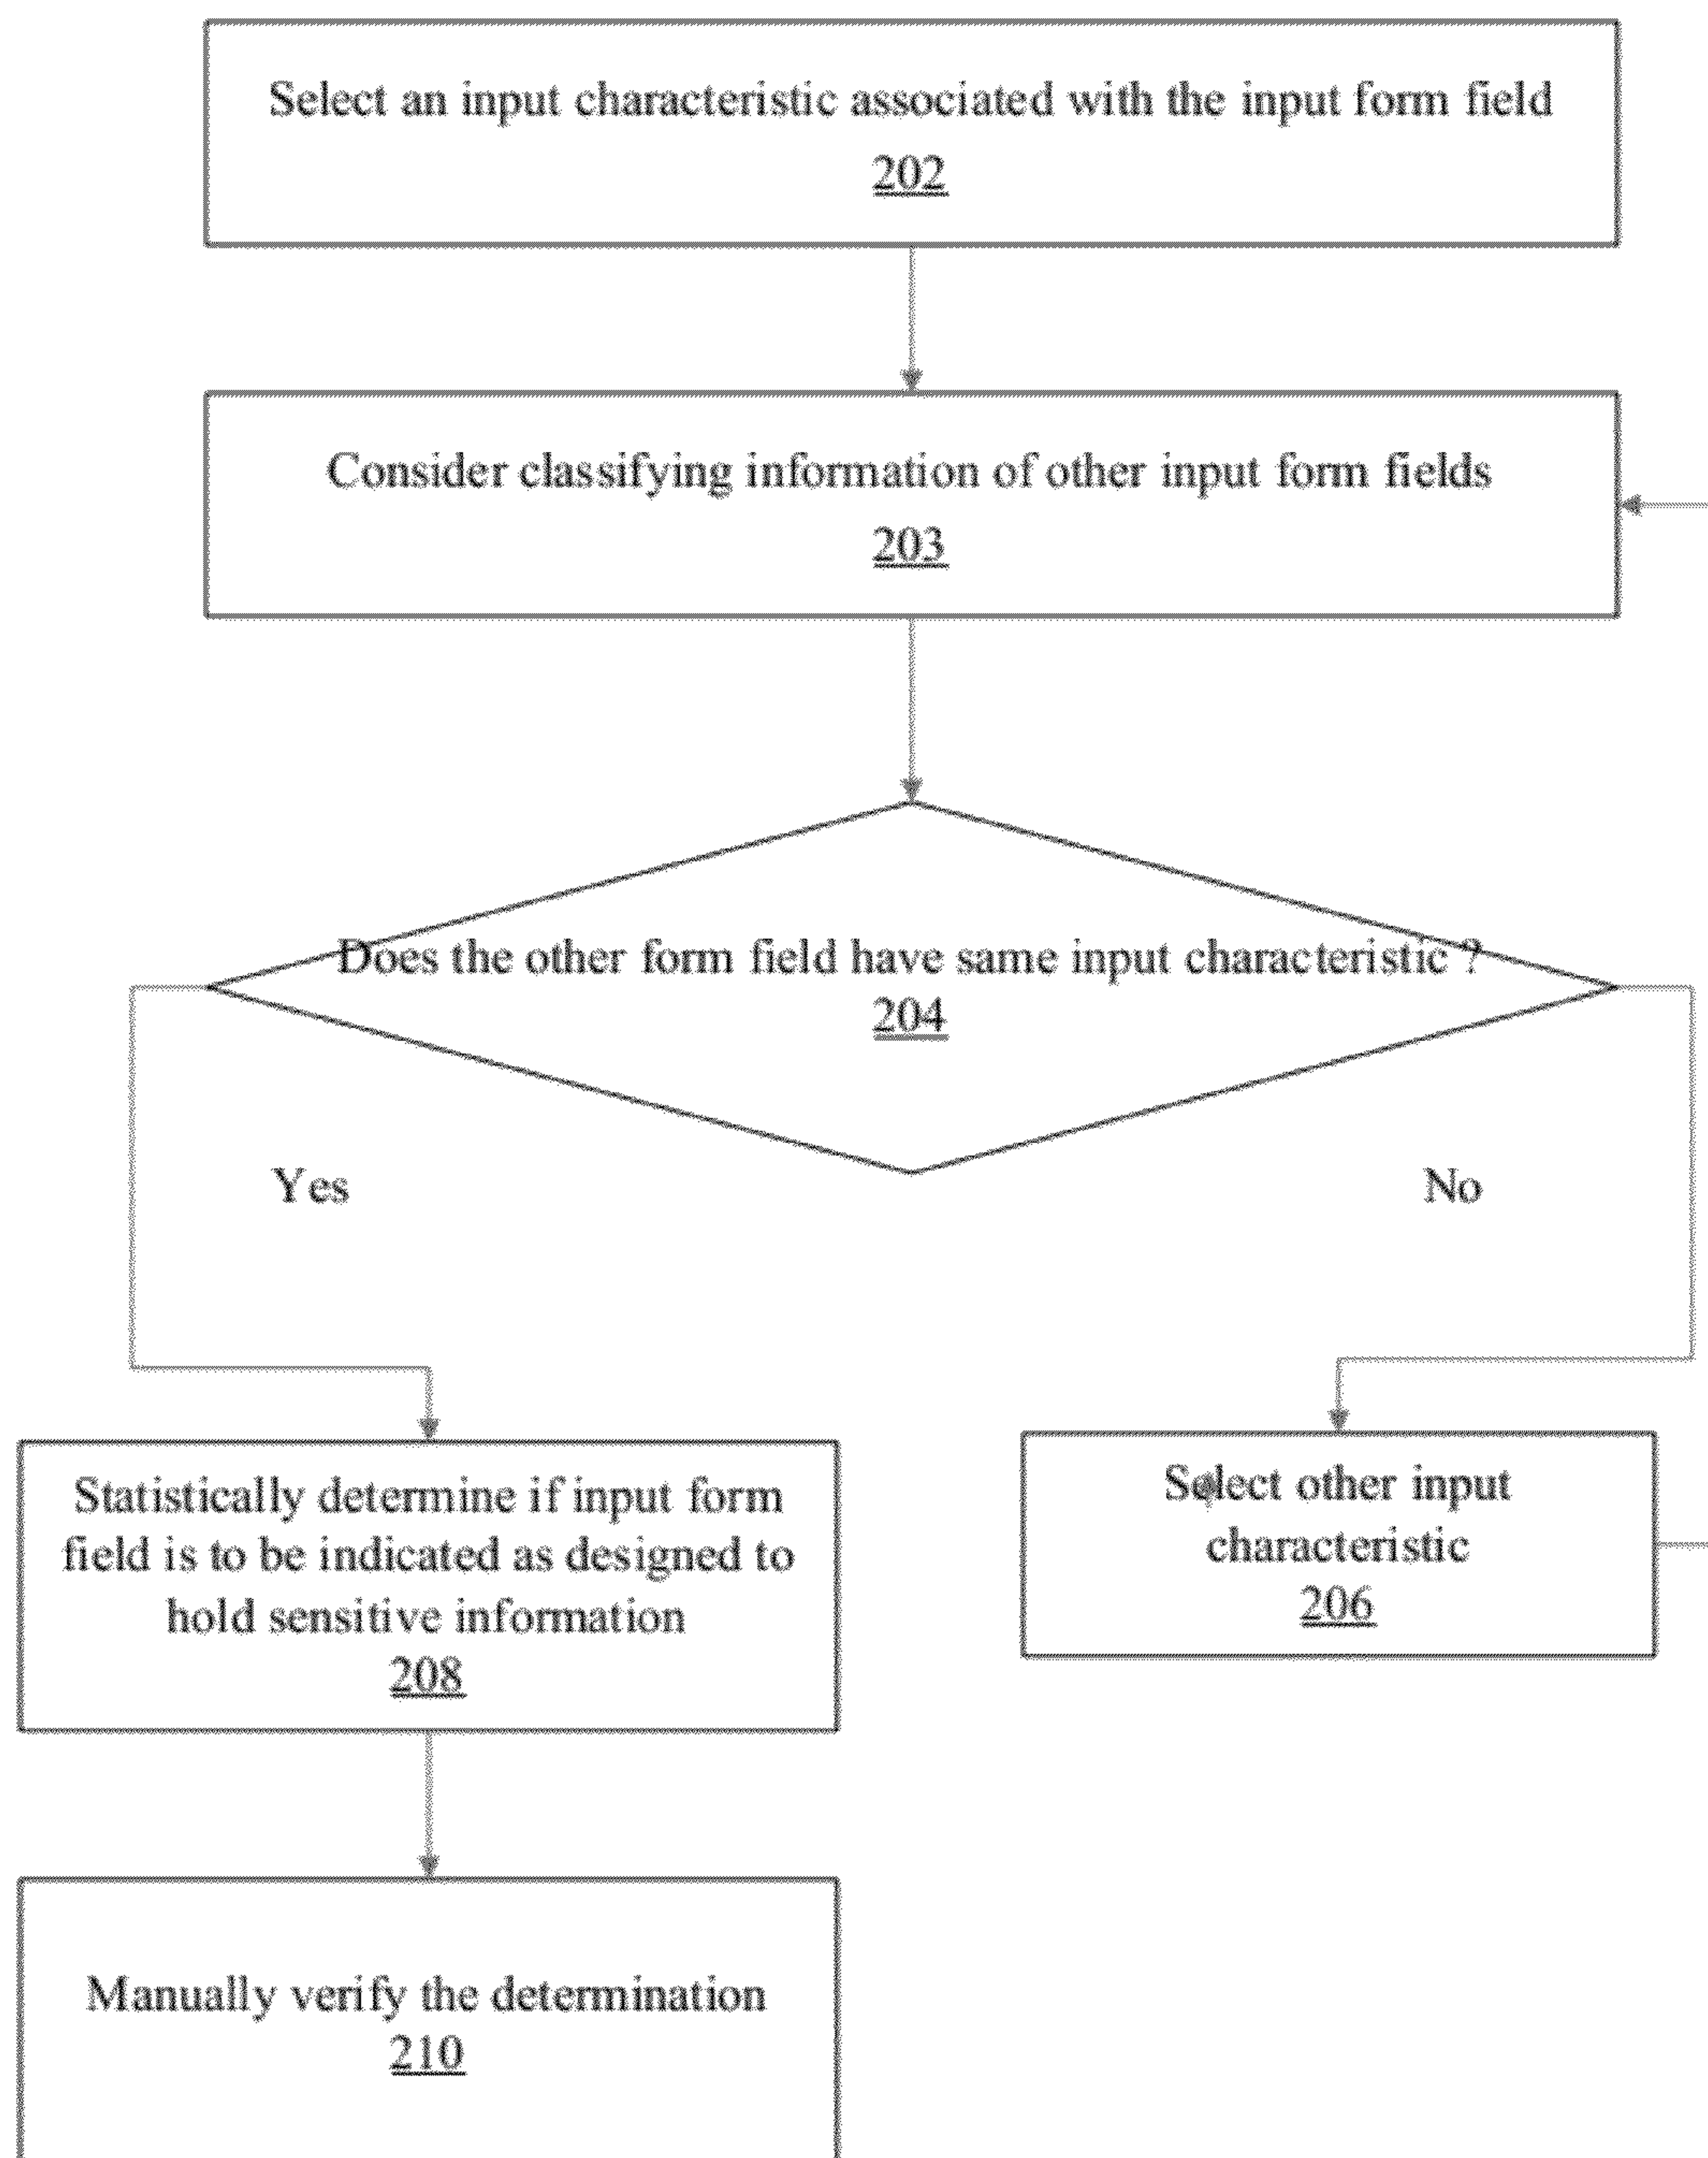 Select an input characteristic associated with the input form field
202
Consider classifying information of other input form fields
203
Does the other form field have same input characteristic ?
204
Yes
No
Statistically determine if input form
field is to be indicated as designed to
hold sensitive information
208
Select other input
characteristic
206
Manually verify the determination
210